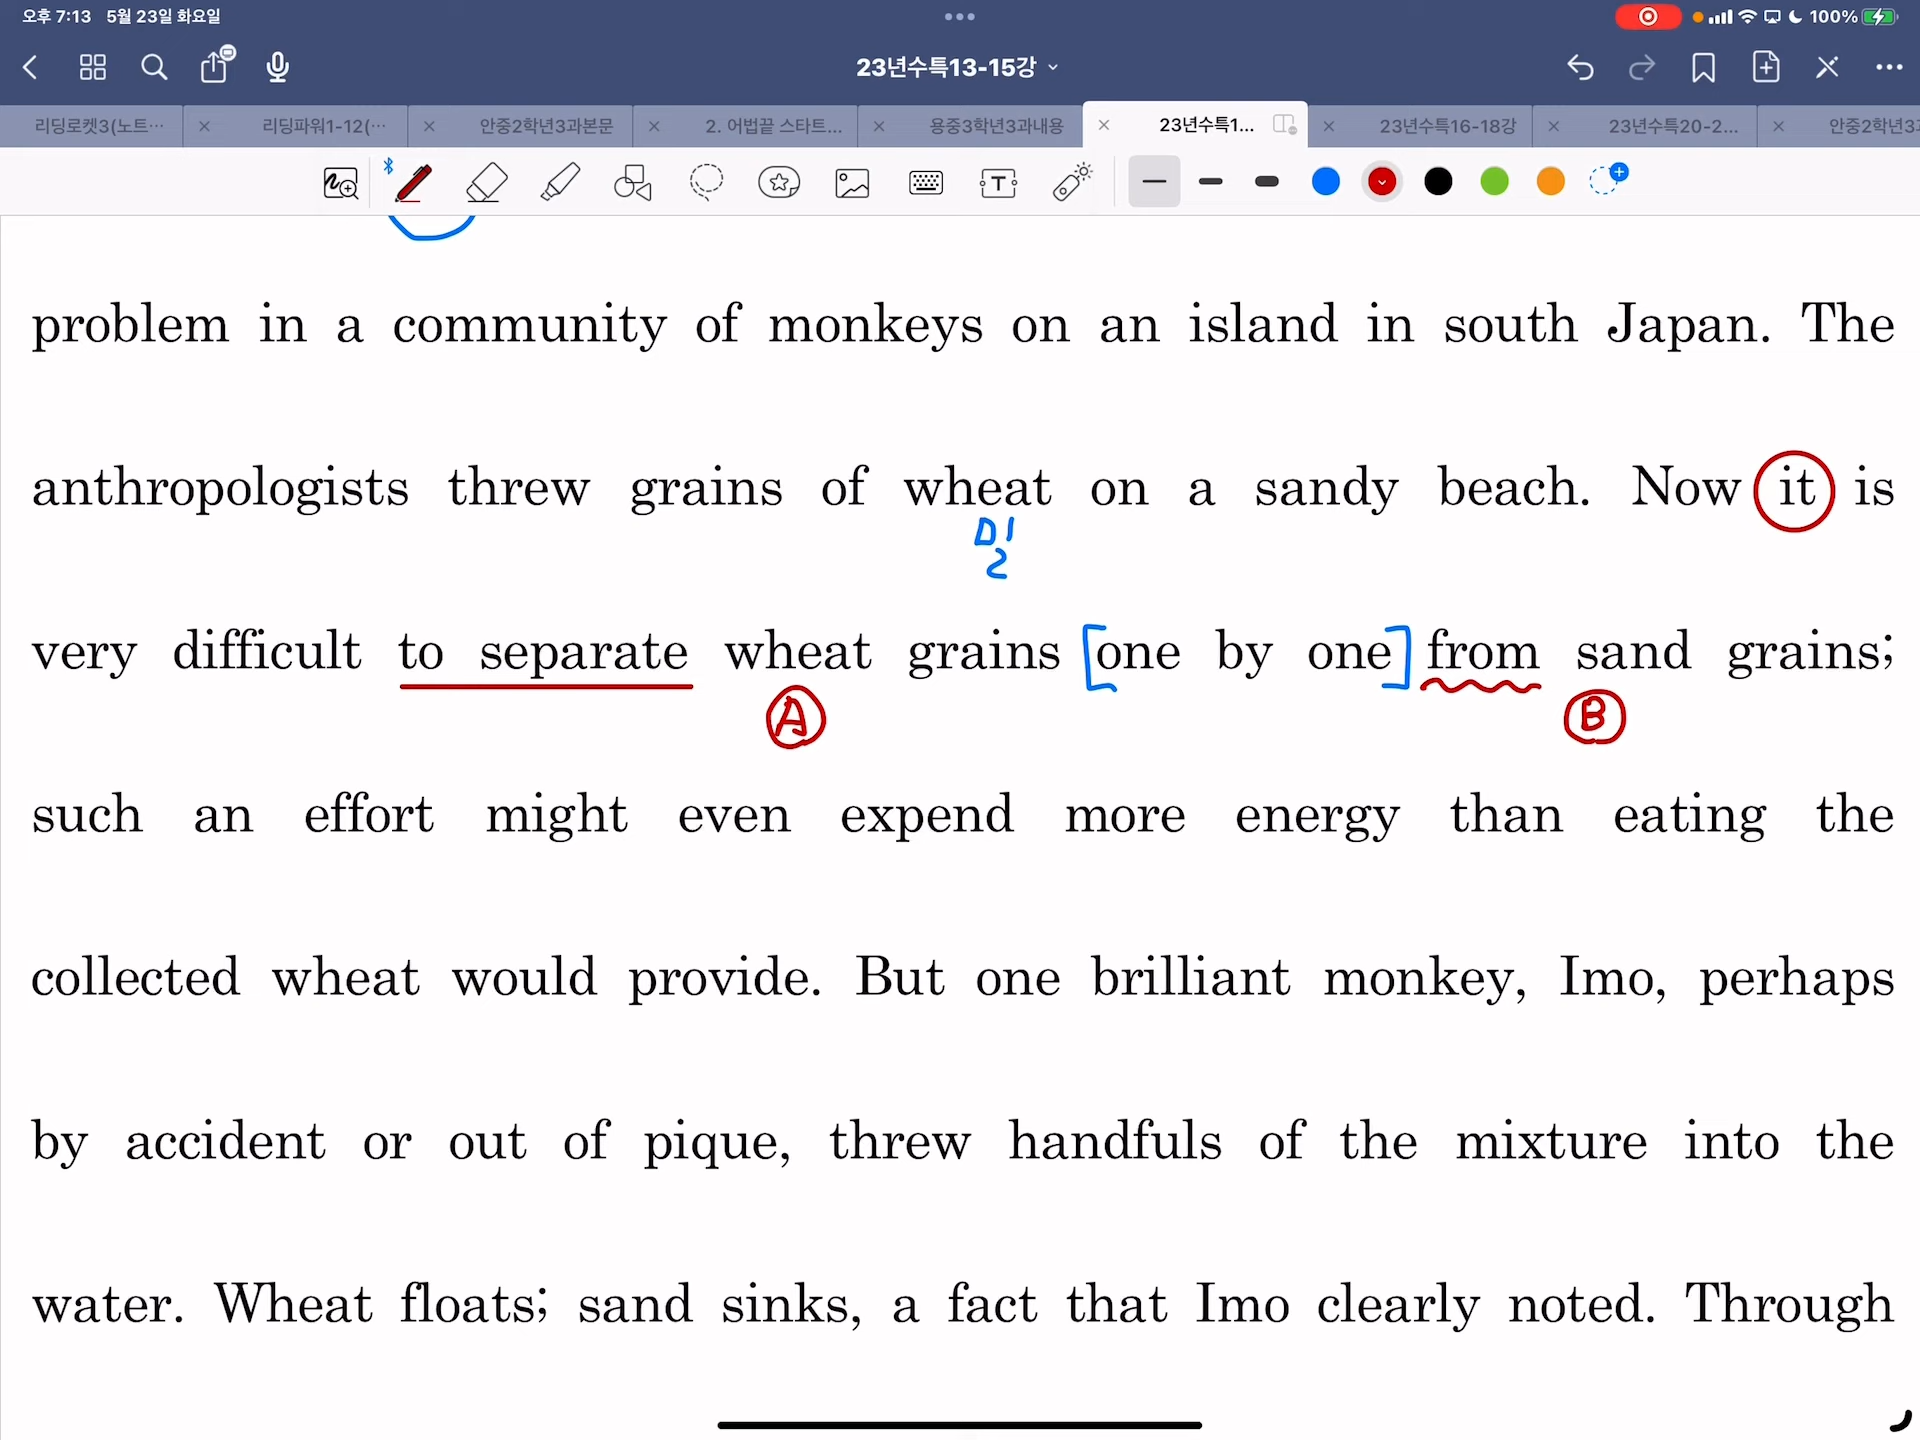 오후 7:13 5월 23일 화요일
100%
23년수특13-15강
리딩로켓3(노트… 리딩파워1-12(… 안중2학년3과본문 2. 어법끝 스타트... 용중3학년3과내용 23년수특1... 23년수특16-18강 23년수특20-2... 안중2학년3
problem in a community of monkeys on an island in south Japan. The
anthropologists threw grains of wheat on a sandy beach. Now it is
밀
very difficult to separate wheat grains [one by one] from sand grains;
A B
such an effort might even expend more energy than eating the
collected wheat would provide. But one brilliant monkey, Imo, perhaps
by accident or out of pique, threw handfuls of the mixture into the
water. Wheat floats; sand sinks, a fact that Imo clearly noted. Through